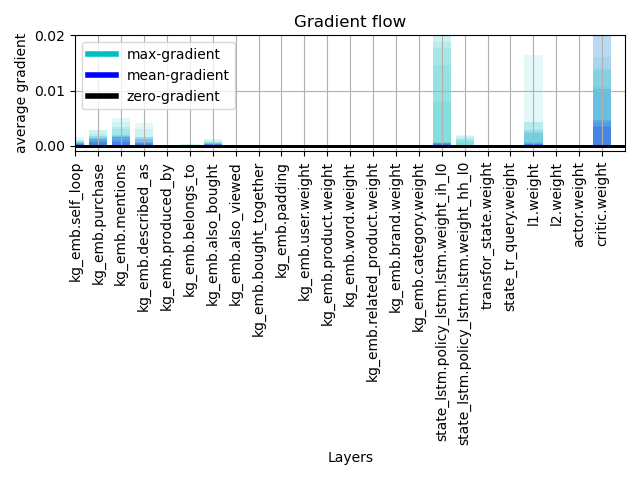 Gradient flow
0.02
0.01
0.00
average gradient
max-gradient
mean-gradient
zero-gradient
kg_emb.self_loop
kg_emb.purchase
kg_emb.mentions
kg_emb.described_as
kg_emb.produced_by
kg_emb.belongs_to
kg_emb.also_bought
kg_emb.also_viewed
kg_emb.bought_together
kg_emb.padding
kg_emb.user.weight
kg_emb.product.weight
kg_emb.word.weight
kg_emb.related_product.weight
kg_emb.brand.weight
kg_emb.category.weight
state_lstm.policy_lstm.lstm.weight_ih_l0
state_lstm.policy_lstm.lstm.weight_hh_l0
transfor_state.weight
state_tr_query.weight
l1.weight
l2.weight
actor.weight
critic.weight
Layers